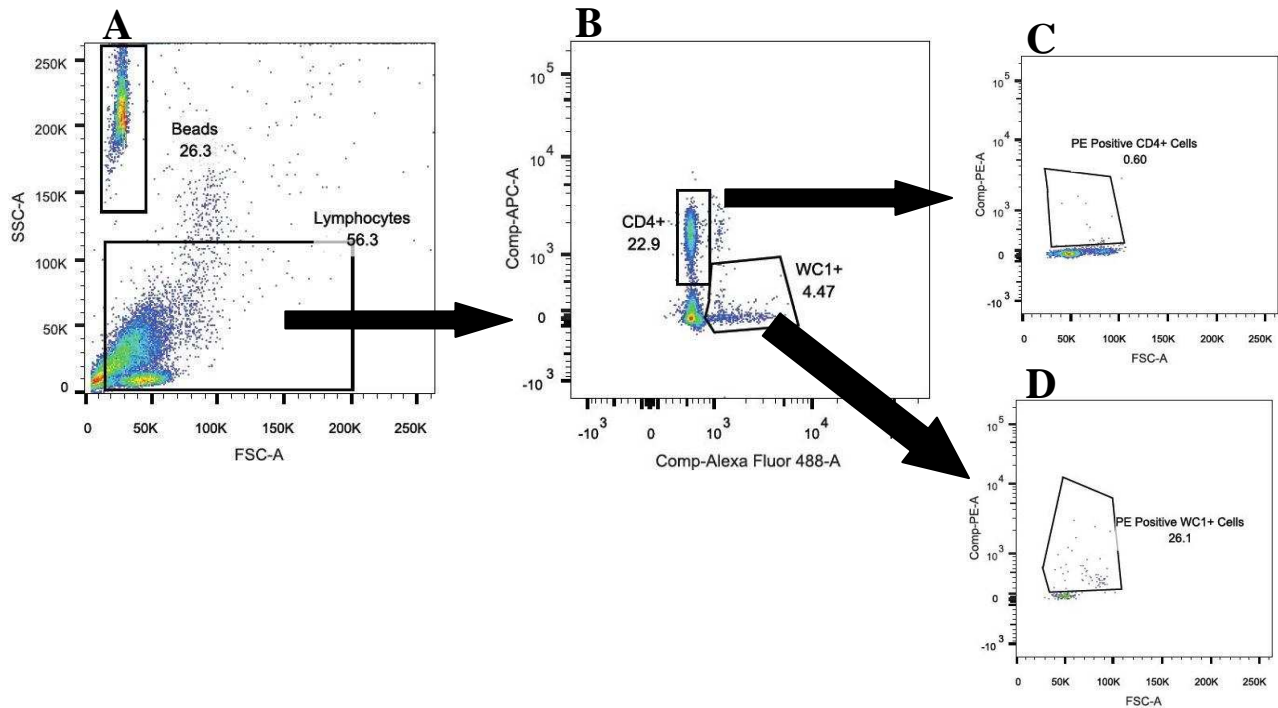 A
250K
200K
150K
100K
50K
0
SSC-A
Beads
26.3
Lymphocytes
56.3
0 50K 100K 150K 200K 250K
FSC-A
B
10 5
10 4
10 3
0
-10 3
Comp-APC-A
CD4+
22.9
WC1+
4.47
-10 3 0 10 3 10 4
Comp-Alexa Fluor 488-A
C
10 5
10 4
10 3
0
-10 3
Comp-PE-A
PE Positive CD4+ Cells
0.60
0 50K 100K 150K 200K 250K
FSC-A
D
10 5
10 4
10 3
0
-10 3
Comp-PE-A
PE Positive WC1+ Cells
26.1
0 50K 100K 150K 200K 250K
FSC-A